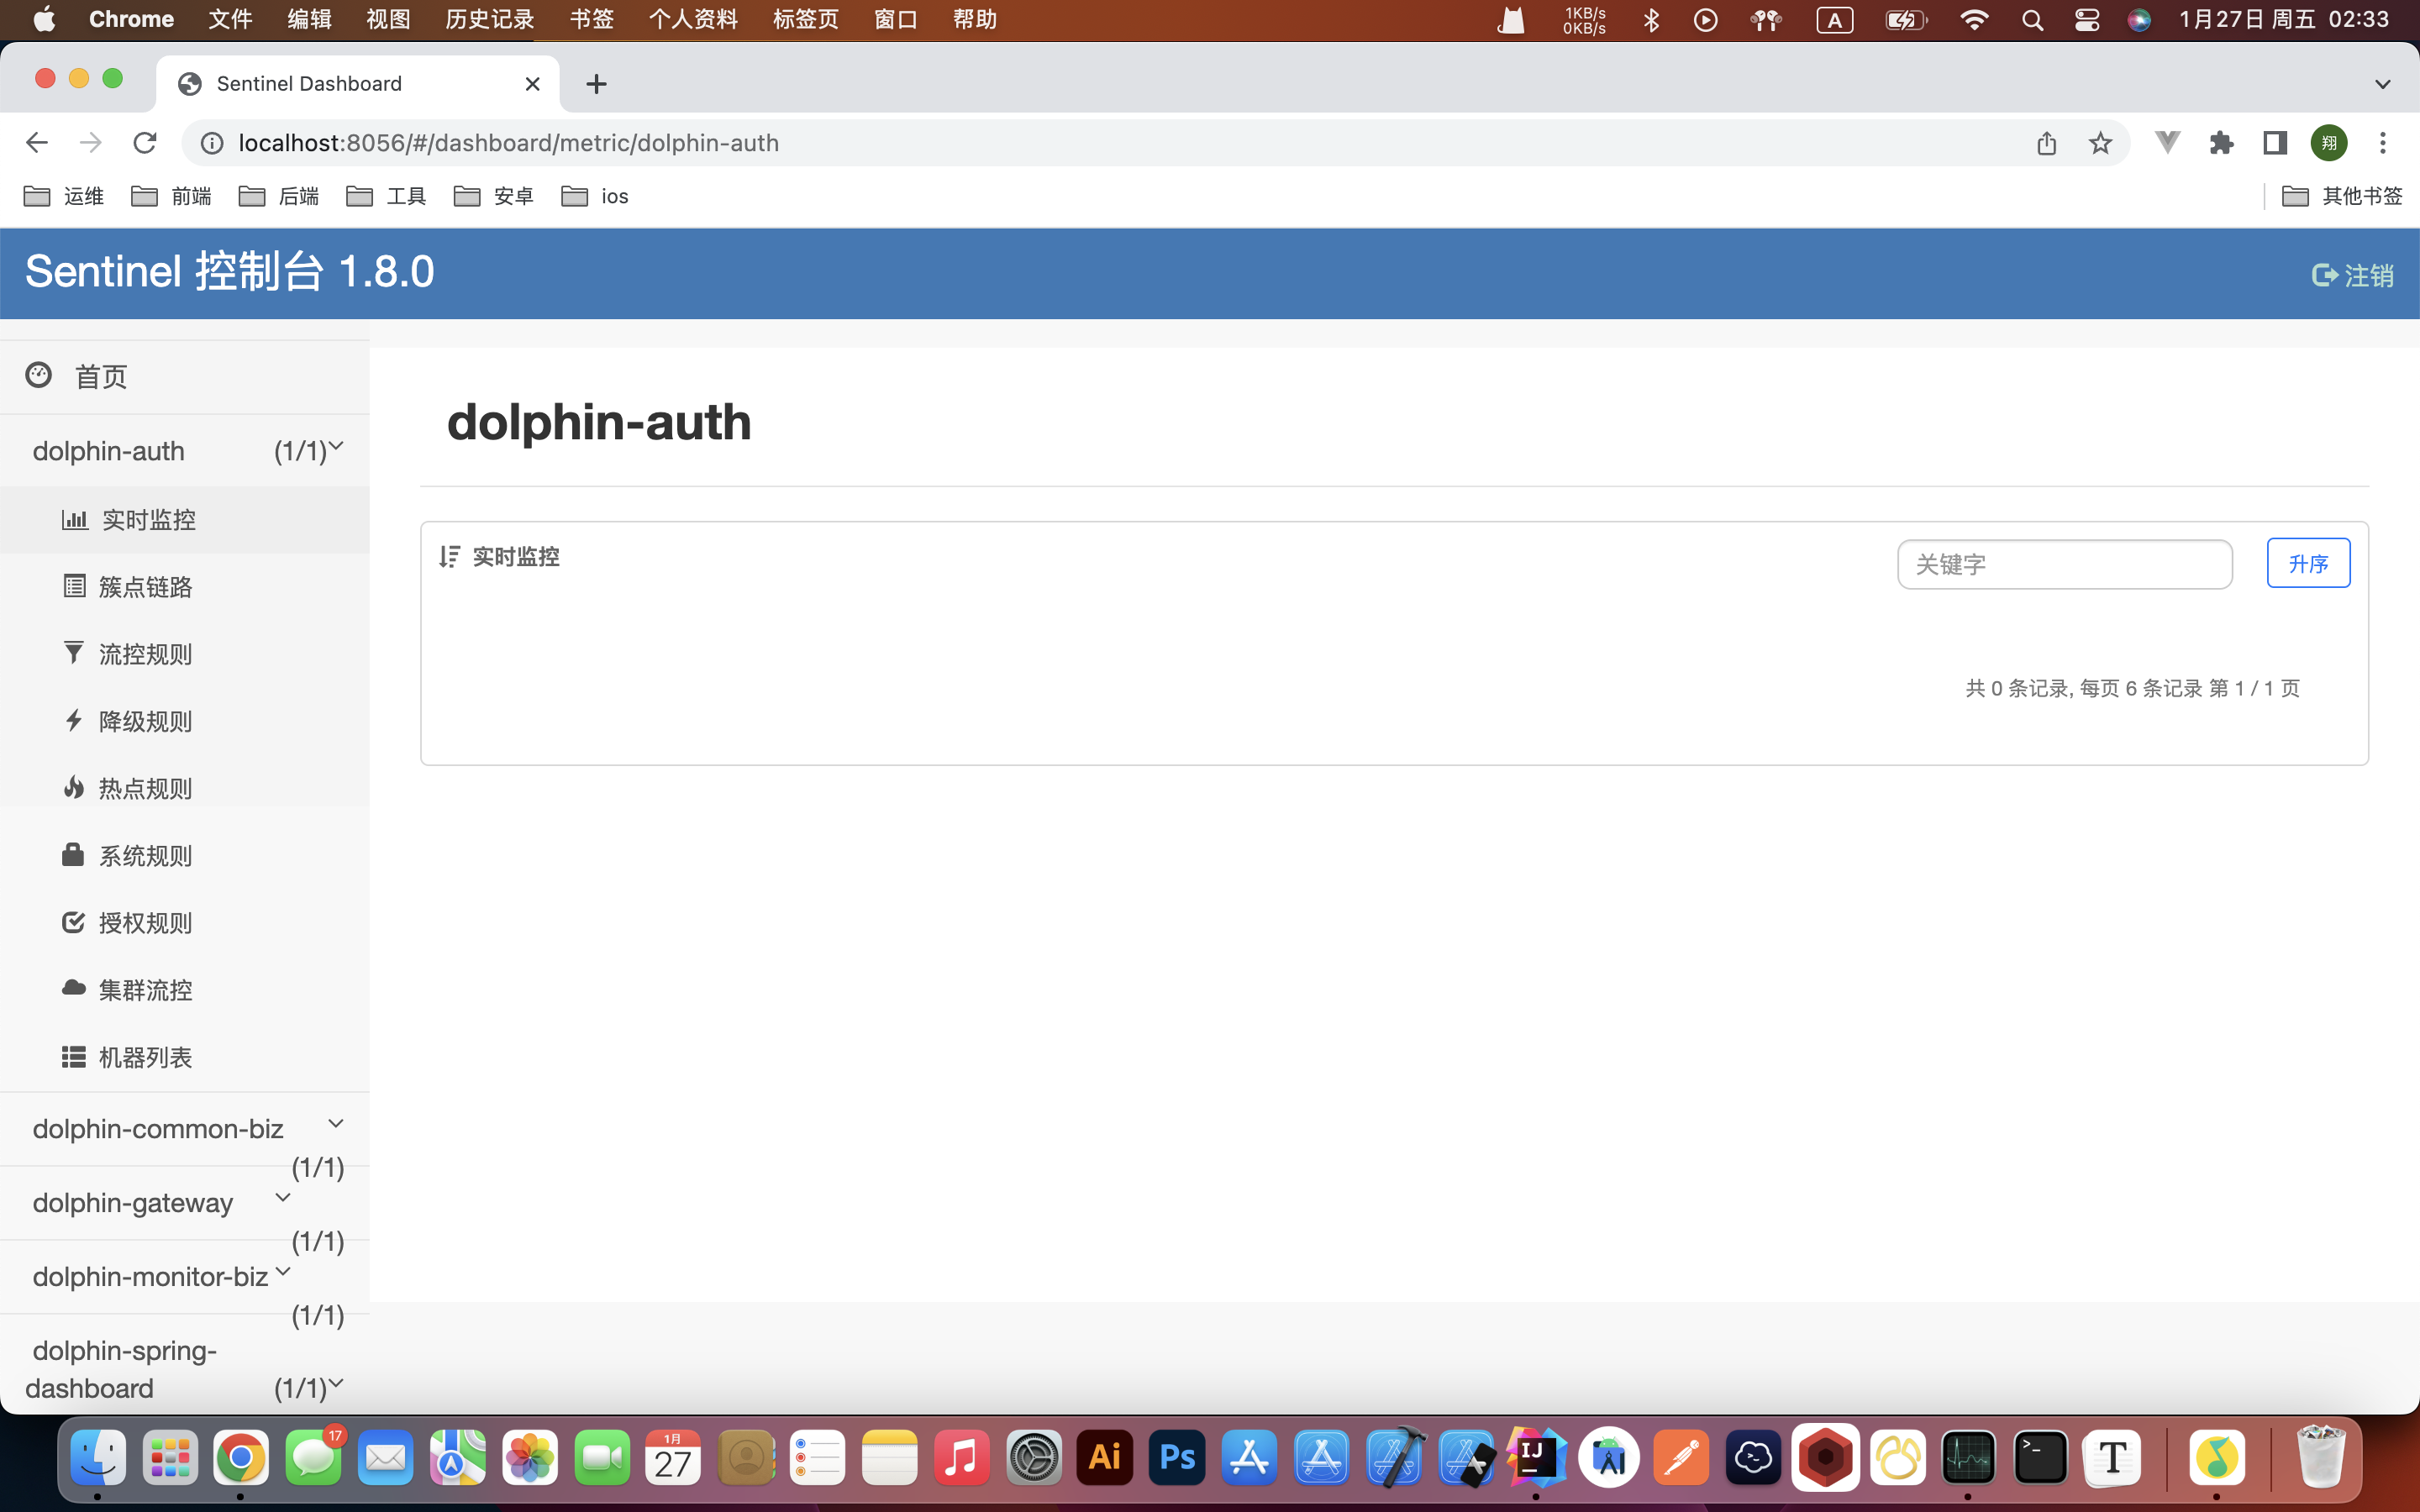 Chrome 文件 编辑 视图 历史记录 书签 个人资料 标签页 窗口 帮助 1KB/s 0KB/s A 1月27日 周五 02:33
Sentinel Dashboard
localhost:8056/#/dashboard/metric/dolphin-auth 翔
运维 前端 后端 工具 安卓 ios 其他书签
Sentinel 控制台 1.8.0 注销
首页
dolphin-auth (1/1)
实时监控
簇点链路
流控规则
降级规则
热点规则
系统规则
授权规则
集群流控
机器列表
dolphin-common-biz
(1/1)
dolphin-gateway
(1/1)
dolphin-monitor-biz
(1/1)
dolphin-spring-
dashboard (1/1)
dolphin-auth
实时监控 关键字 升序
共 0 条记录, 每页 6 条记录 第 1 / 1 页
17 1月 27 Ai Ps IJ >_ T